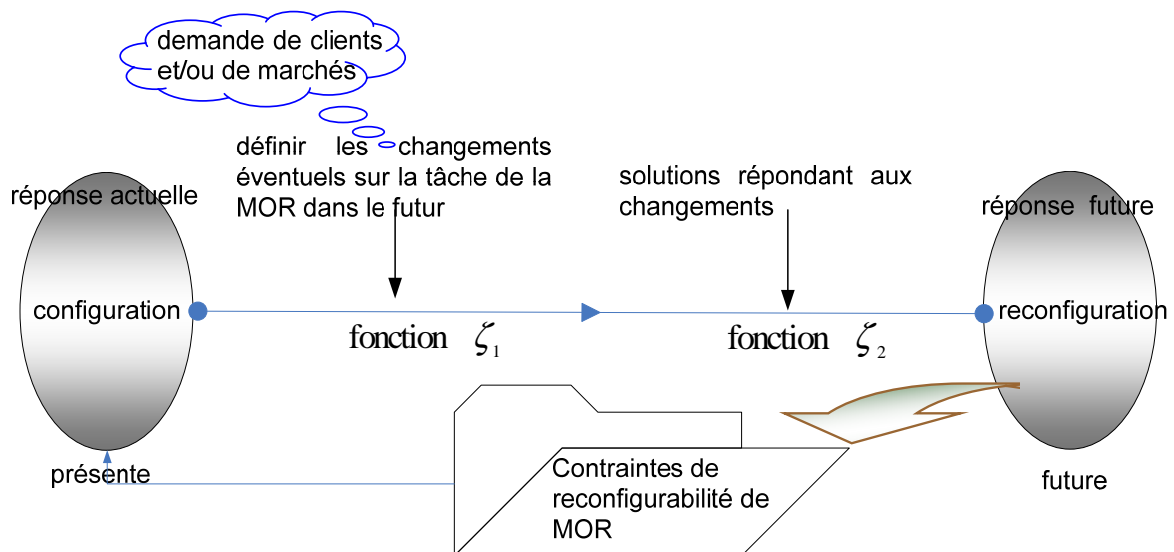 demande de clients
et/ou de marchés
définir les changements
éventuels sur la tâche de la
MOR dans le futur
solutions répondant aux
changements
réponse actuelle
réponse future
configuration
reconfiguration
fonction ζ₁
fonction ζ₂
présente
future
Contraintes de
reconfigurabilité de
MOR